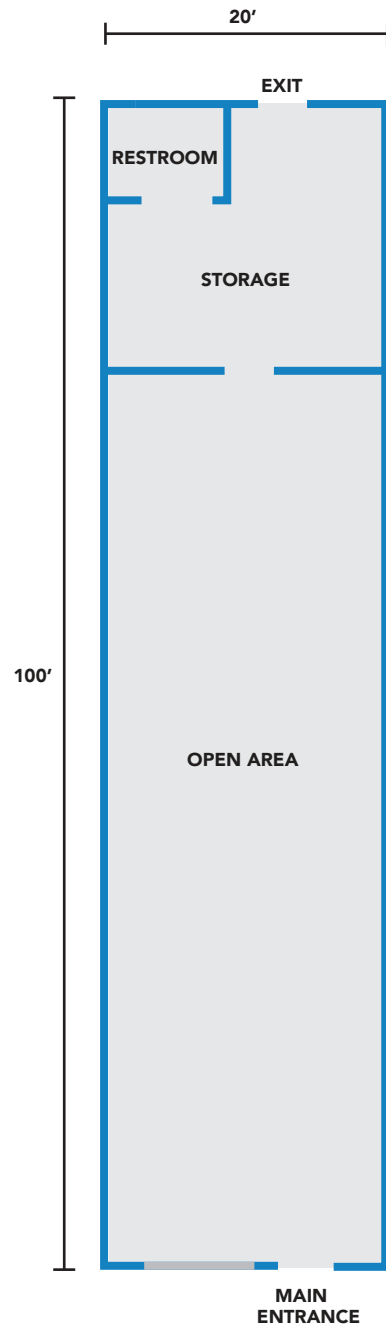 20’
EXIT
RESTROOM
STORAGE
100’
OPEN AREA
MAIN
ENTRANCE